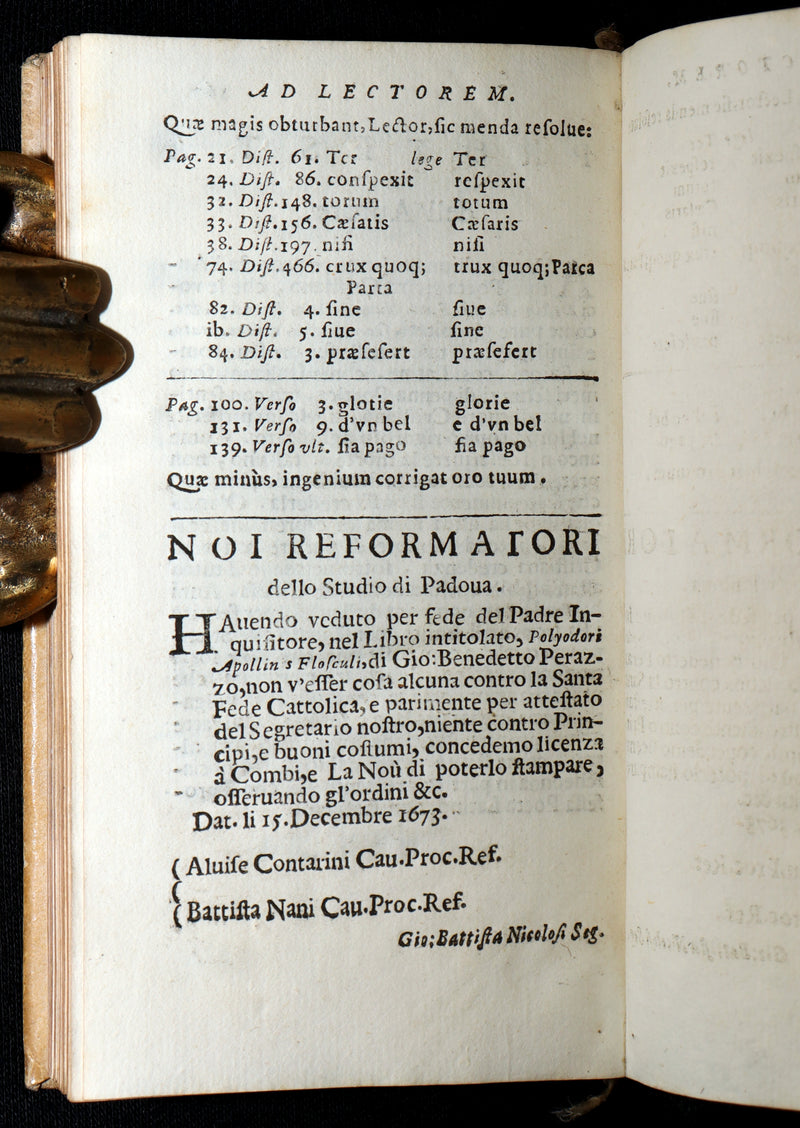 AD LECTOREM.
Quæ magis obturbant, Lector, sic menda resolue:
Pag. 21. Dist. 61. Ter lege Ter
24. Dist. 86. conspexit respexit
32. Dist. 148. torum totum
33. Dist. 156. Cæsatis Cæsaris
38. Dist. 197. nisi nisi
74. Dist. 466. crux quoq; trux quoq; Parca
Parca
82. Dist. 4. sine siue
ib. Dist. 5. siue sine
84. Dist. 3. præsefert præsefert
Pag. 100. Verso 3. glotie glorie
131. Verso 9. d'vn bel e d'vn bel
139. Verso vlt. sia pago fia pago
Quæ minùs, ingenium corrigat oro tuum.
NOI REFORMATORI
dello Studio di Padoua.
HAuendo veduto per fede del Padre In-
quisitore, nel Libro intitolato, Polyodori
Apollin s Flosculi, di Gio: Benedetto Peraz-
zo, non v'esser cosa alcuna contro la Santa
Fede Cattolica, e parimente per attestato
del Segretario nostro, niente contro Prin-
cipi, e buoni costumi, concedemo licenza
à Combi, e La Noù di poterlo stampare,
osseruando gl'ordini &c.
Dat. li 15. Decembre 1673.
( Aluise Contarini Cau. Proc. Ref.
(
( Battista Nani Cau. Proc. Ref.
Gio: Battista Nicolosi Seg.